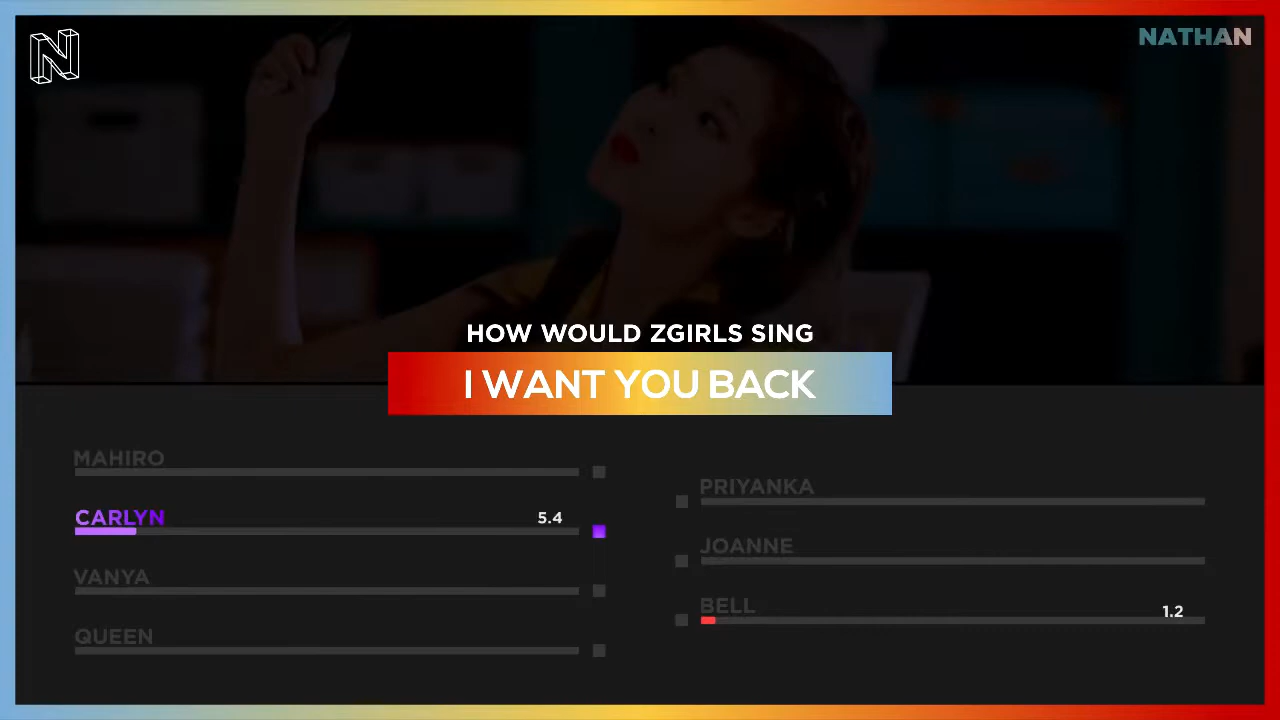 N
NATHAN
HOW WOULD ZGIRLS SING
I WANT YOU BACK
MAHIRO
CARLYN 5.4
VANYA
QUEEN
PRIYANKA
JOANNE
BELL 1.2